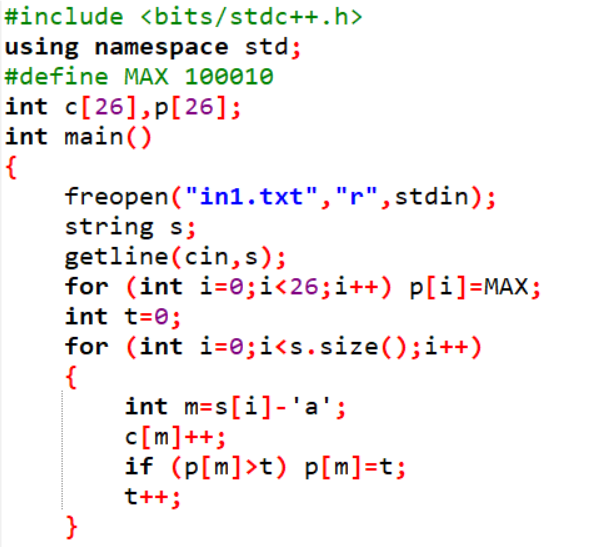 #include <bits/stdc++.h>
using namespace std;
#define MAX 100010
int c[26],p[26];
int main()
{
    freopen("in1.txt","r",stdin);
    string s;
    getline(cin,s);
    for (int i=0;i<26;i++) p[i]=MAX;
    int t=0;
    for (int i=0;i<s.size();i++)
    {
        int m=s[i]-'a';
        c[m]++;
        if (p[m]>t) p[m]=t;
        t++;
    }